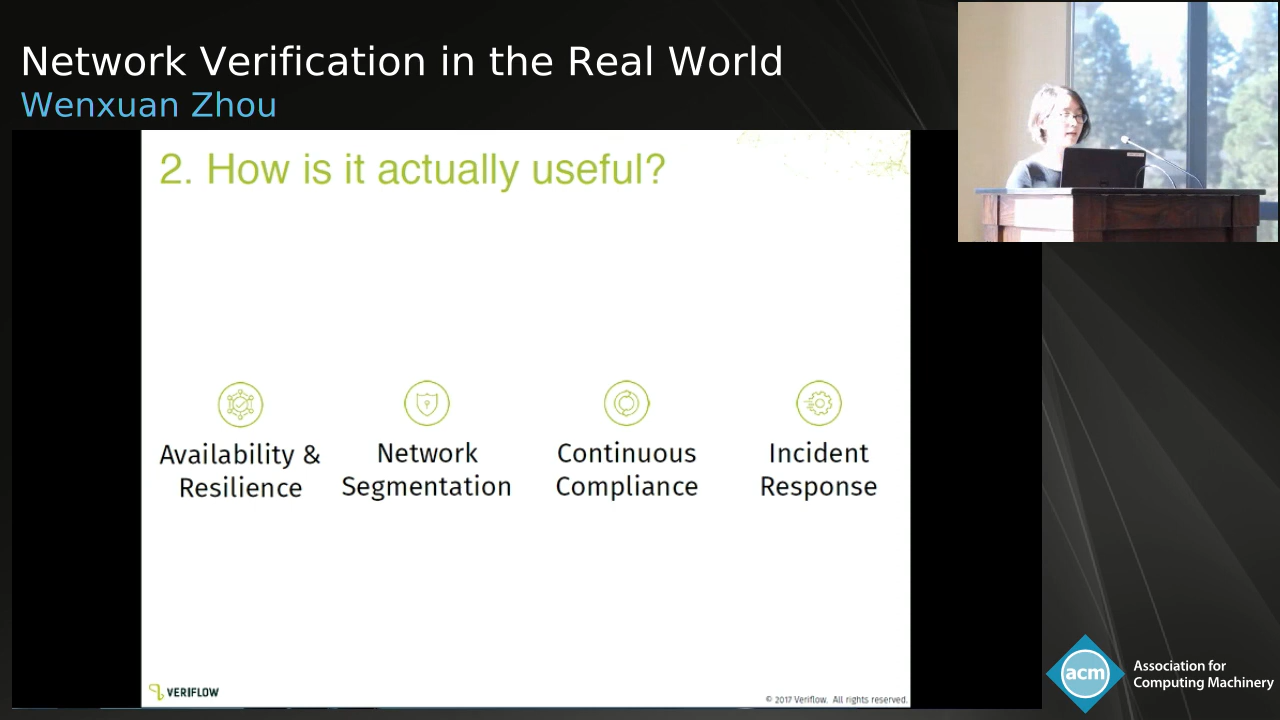 Network Verification in the Real World
Wenxuan Zhou
2. How is it actually useful?
Availability &
Resilience
Network
Segmentation
Continuous
Compliance
Incident
Response
VERIFLOW
© 2017 Veriflow. All rights reserved.
acm
Association for
Computing Machinery